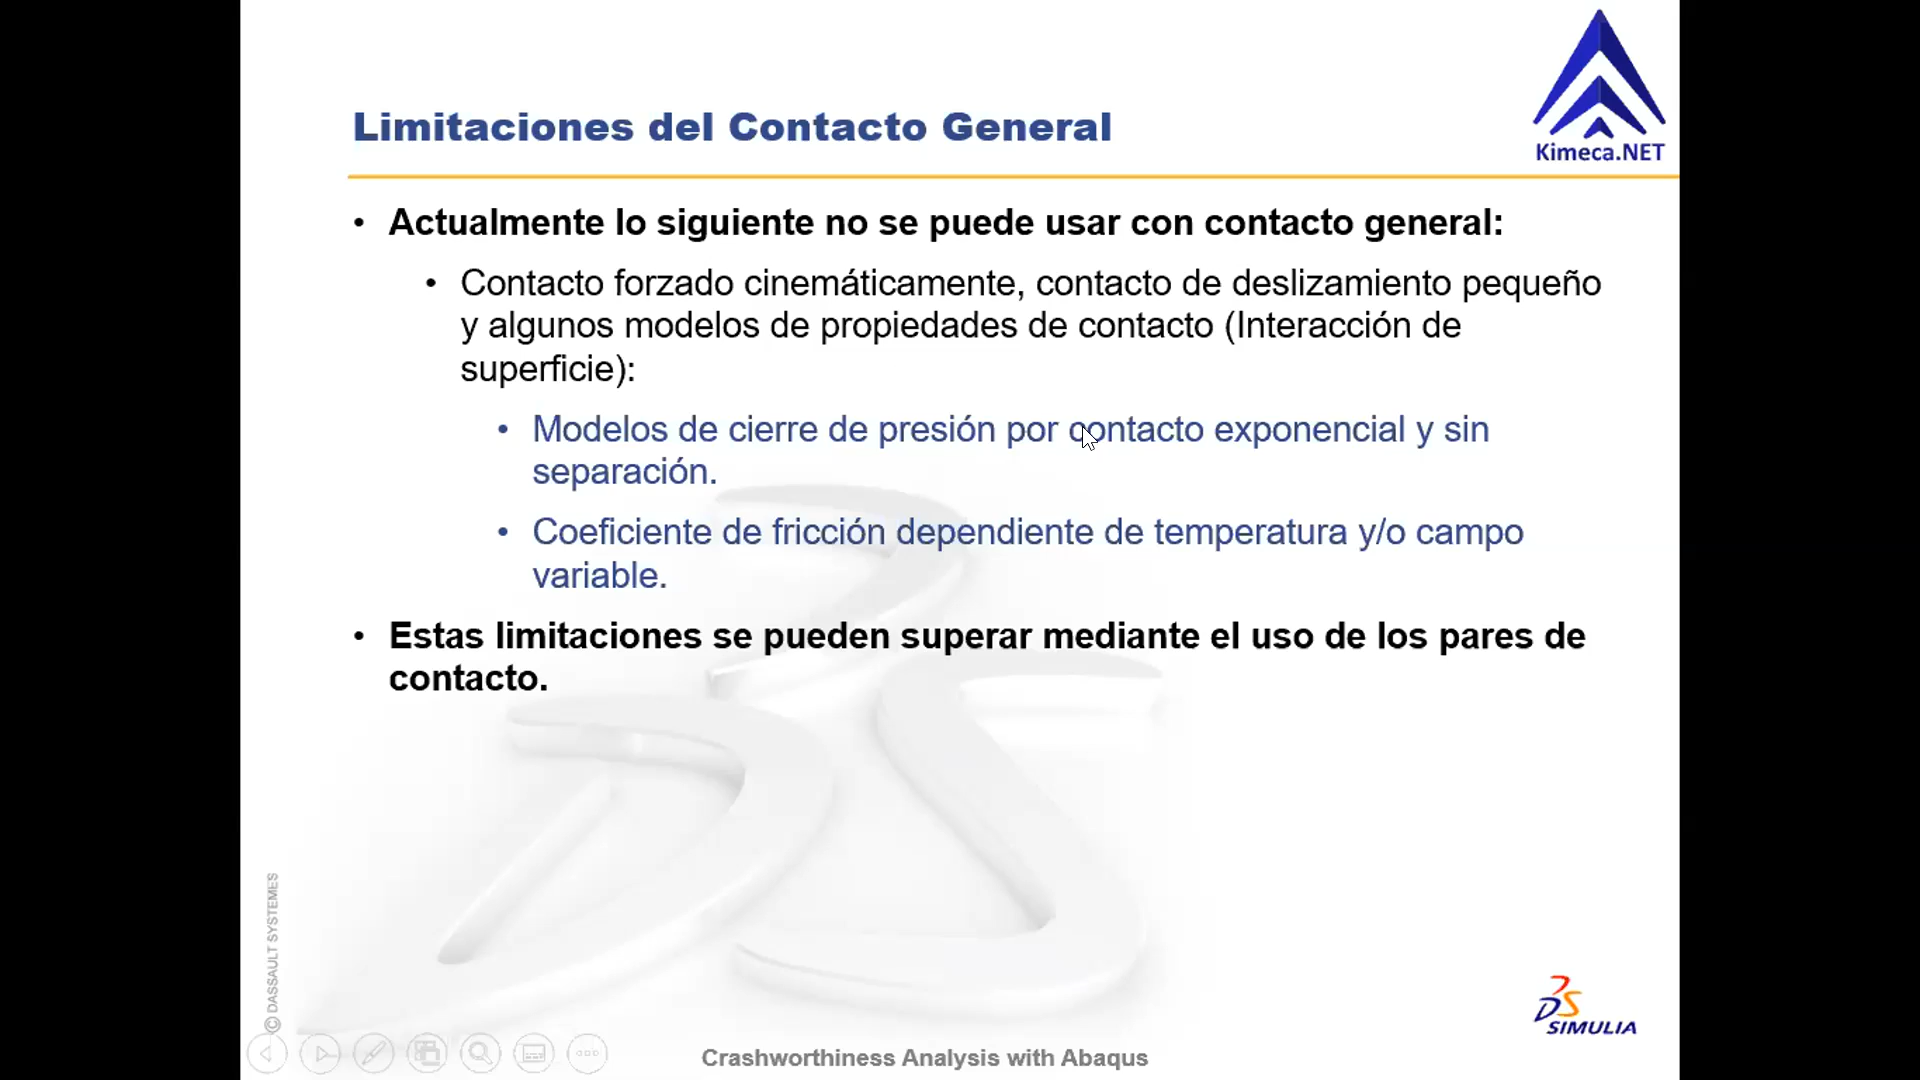 Kimeca.NET
Limitaciones del Contacto General
• Actualmente lo siguiente no se puede usar con contacto general:
• Contacto forzado cinemáticamente, contacto de deslizamiento pequeño
y algunos modelos de propiedades de contacto (Interacción de
superficie):
• Modelos de cierre de presión por contacto exponencial y sin
separación.
• Coeficiente de fricción dependiente de temperatura y/o campo
variable.
• Estas limitaciones se pueden superar mediante el uso de los pares de
contacto.
© DASSAULT SYSTEMES
DS SIMULIA
Crashworthiness Analysis with Abaqus